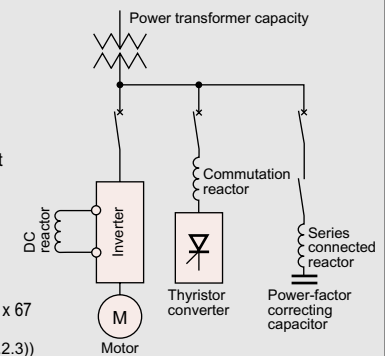 Power transformer capacity
t
Commutation
reactor
DC
reactor
Inverter
Series
connected
reactor
x 67
M
Thyristor
converter
Power-factor
correcting
capacitor
2.3))
Motor